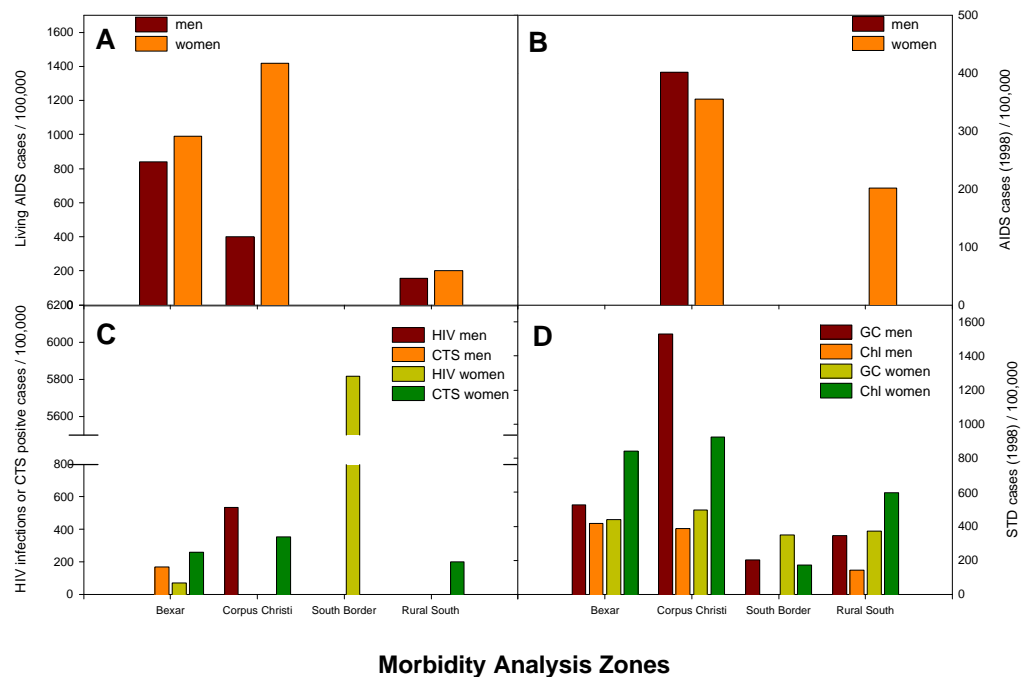 A
men
women
Living AIDS cases / 100,000
1600
1400
1200
1000
800
600
400
200
0
B
men
women
AIDS cases (1998) / 100,000
500
400
300
200
100
0
C
HIV men
CTS men
HIV women
CTS women
HIV infections or CTS positve cases / 100,000
6200
6000
5800
5600
800
600
400
200
0
Bexar
Corpus Christi
South Border
Rural South
D
GC men
Chl men
GC women
Chl women
STD cases (1998) / 100,000
1600
1400
1200
1000
800
600
400
200
0
Bexar
Corpus Christi
South Border
Rural South
Morbidity Analysis Zones